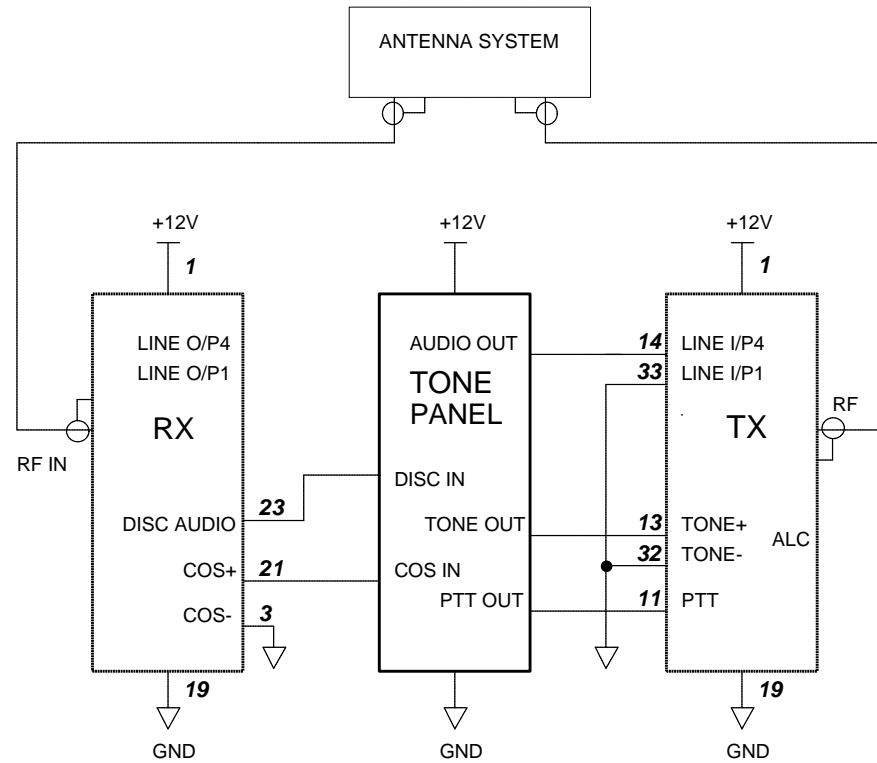 ANTENNA SYSTEM
+12V
+12V
+12V
1
1
LINE O/P4
LINE O/P1
RX
RF IN
DISC AUDIO
23
COS+
21
COS-
3
19
GND
AUDIO OUT
TONE
PANEL
DISC IN
TONE OUT
COS IN
PTT OUT
GND
14
LINE I/P4
33
LINE I/P1
RF
TX
13
TONE+
32
TONE-
ALC
11
PTT
19
GND